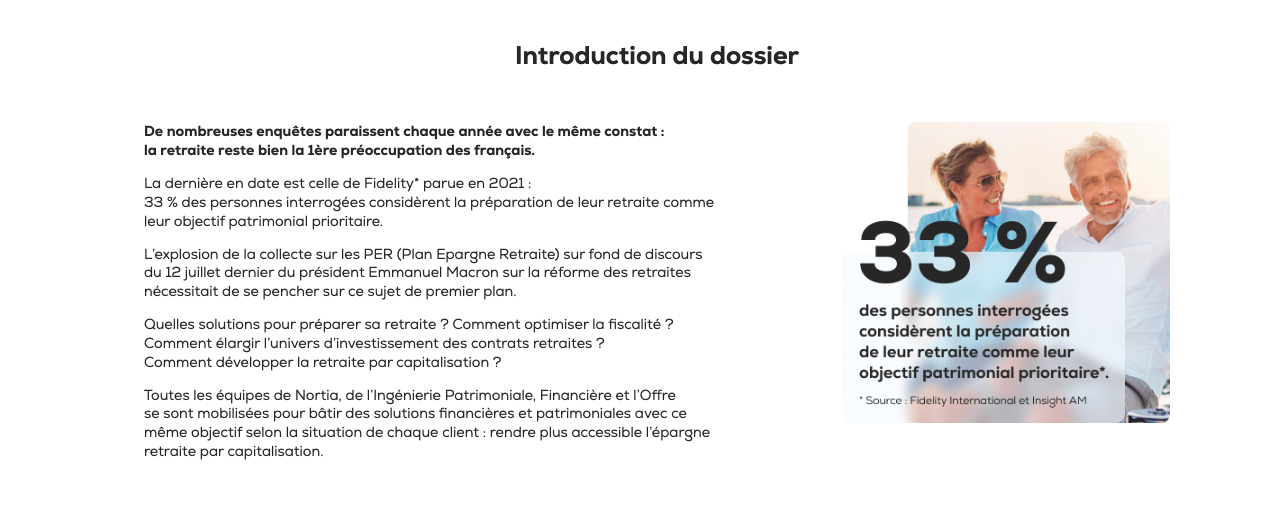 Introduction du dossier
De nombreuses enquêtes paraissent chaque année avec le même constat :
la retraite reste bien la 1ère préoccupation des français.
La dernière en date est celle de Fidelity* parue en 2021 :
33 % des personnes interrogées considèrent la préparation de leur retraite comme
leur objectif patrimonial prioritaire.
L'explosion de la collecte sur les PER (Plan Epargne Retraite) sur fond de discours
du 12 juillet dernier du président Emmanuel Macron sur la réforme des retraites
nécessitait de se pencher sur ce sujet de premier plan.
Quelles solutions pour préparer sa retraite ? Comment optimiser la fiscalité ?
Comment élargir l'univers d'investissement des contrats retraites ?
Comment développer la retraite par capitalisation ?
Toutes les équipes de Nortia, de l'Ingénierie Patrimoniale, Financière et l'Offre
se sont mobilisées pour bâtir des solutions financières et patrimoniales avec ce
même objectif selon la situation de chaque client : rendre plus accessible l'épargne
retraite par capitalisation.
33 %
des personnes interrogées
considèrent la préparation
de leur retraite comme leur
objectif patrimonial prioritaire*.
* Source : Fidelity International et Insight AM